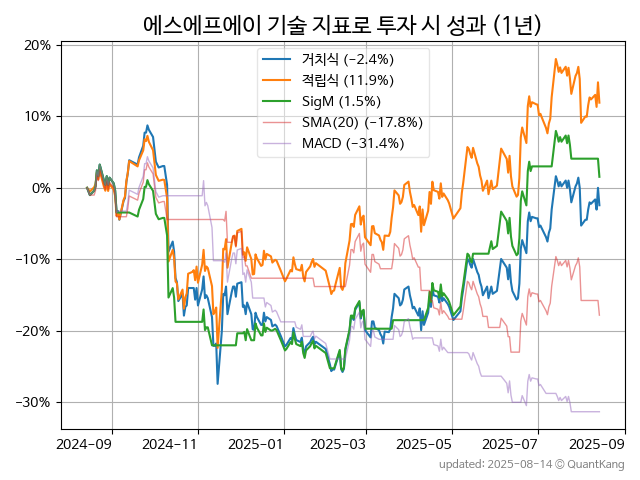 에스에프에이 기술 지표로 투자 시 성과 (1년)
거치식 (−2.4%)
적립식 (11.9%)
SigM (1.5%)
SMA(20) (−17.8%)
MACD (−31.4%)
20%
10%
0%
−10%
−20%
−30%
2024-09 2024-11 2025-01 2025-03 2025-05 2025-07 2025-09
updated: 2025-08-14 © QuantKang